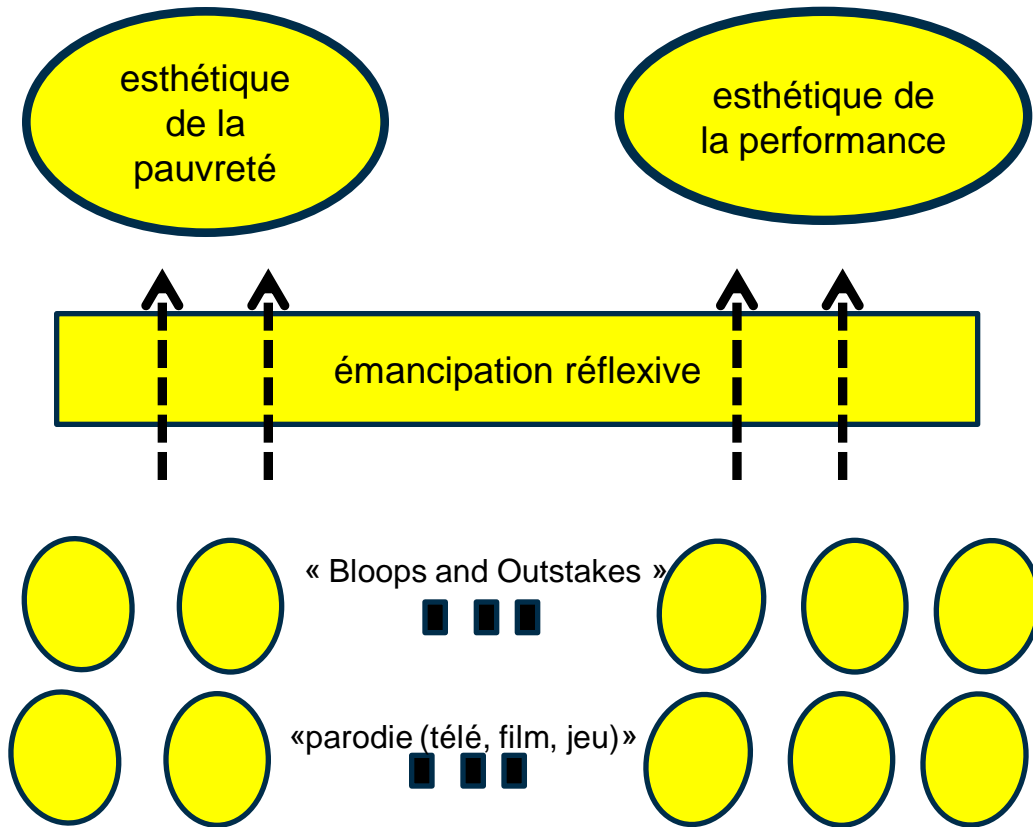 esthétique
de la
pauvreté
esthétique de
la performance
émancipation réflexive
« Bloops and Outstakes »
«parodie (télé, film, jeu)»